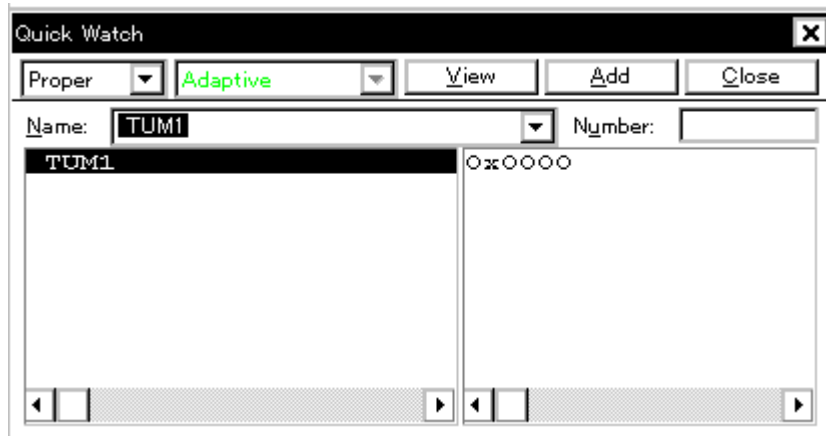 Quick Watch
Proper Adaptive View Add Close
Name: TUM1 Number:
TUM1 0x0000